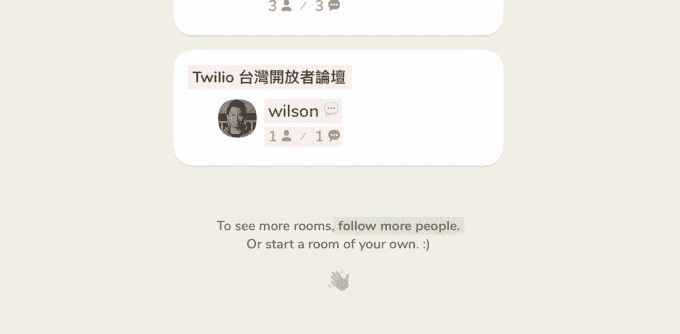 3 / 3
Twilio 台灣開放者論壇
wilson
1 / 1
To see more rooms, follow more people.
Or start a room of your own. :)